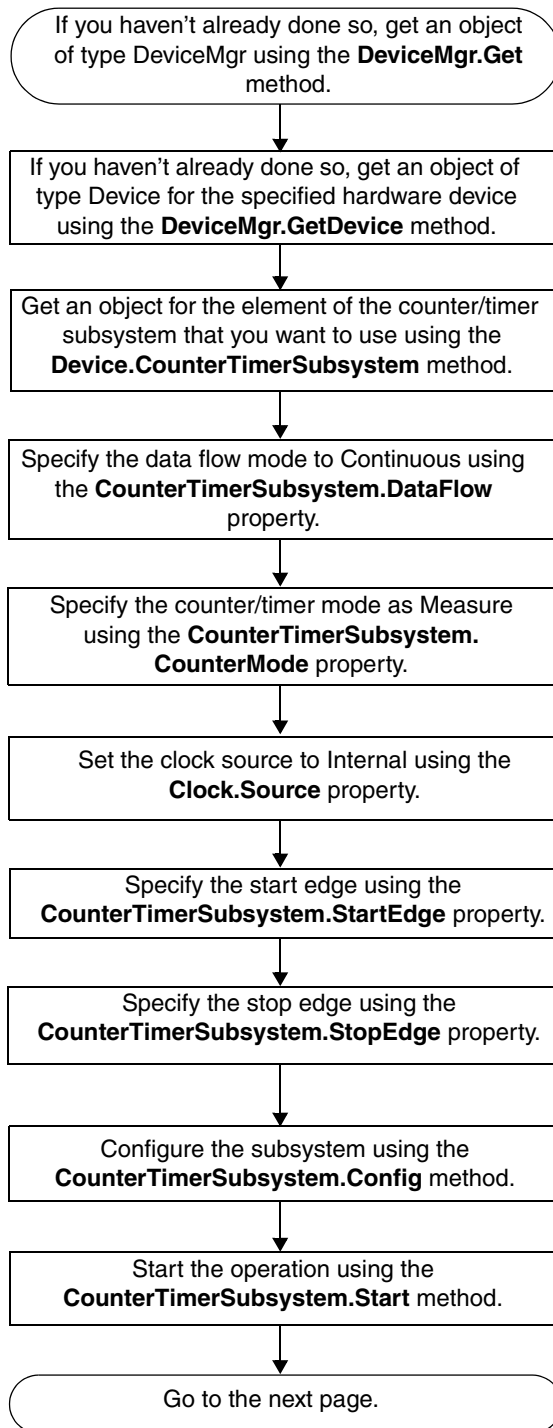 If you haven't already done so, get an object
of type DeviceMgr using the DeviceMgr.Get
method.
If you haven't already done so, get an object of
type Device for the specified hardware device
using the DeviceMgr.GetDevice method.
Get an object for the element of the counter/timer
subsystem that you want to use using the
Device.CounterTimerSubsystem method.
Specify the data flow mode to Continuous using
the CounterTimerSubsystem.DataFlow
property.
Specify the counter/timer mode as Measure
using the CounterTimerSubsystem.
CounterMode property.
Set the clock source to Internal using the
Clock.Source property.
Specify the start edge using the
CounterTimerSubsystem.StartEdge property.
Specify the stop edge using the
CounterTimerSubsystem.StopEdge property.
Configure the subsystem using the
CounterTimerSubsystem.Config method.
Start the operation using the
CounterTimerSubsystem.Start method.
Go to the next page.